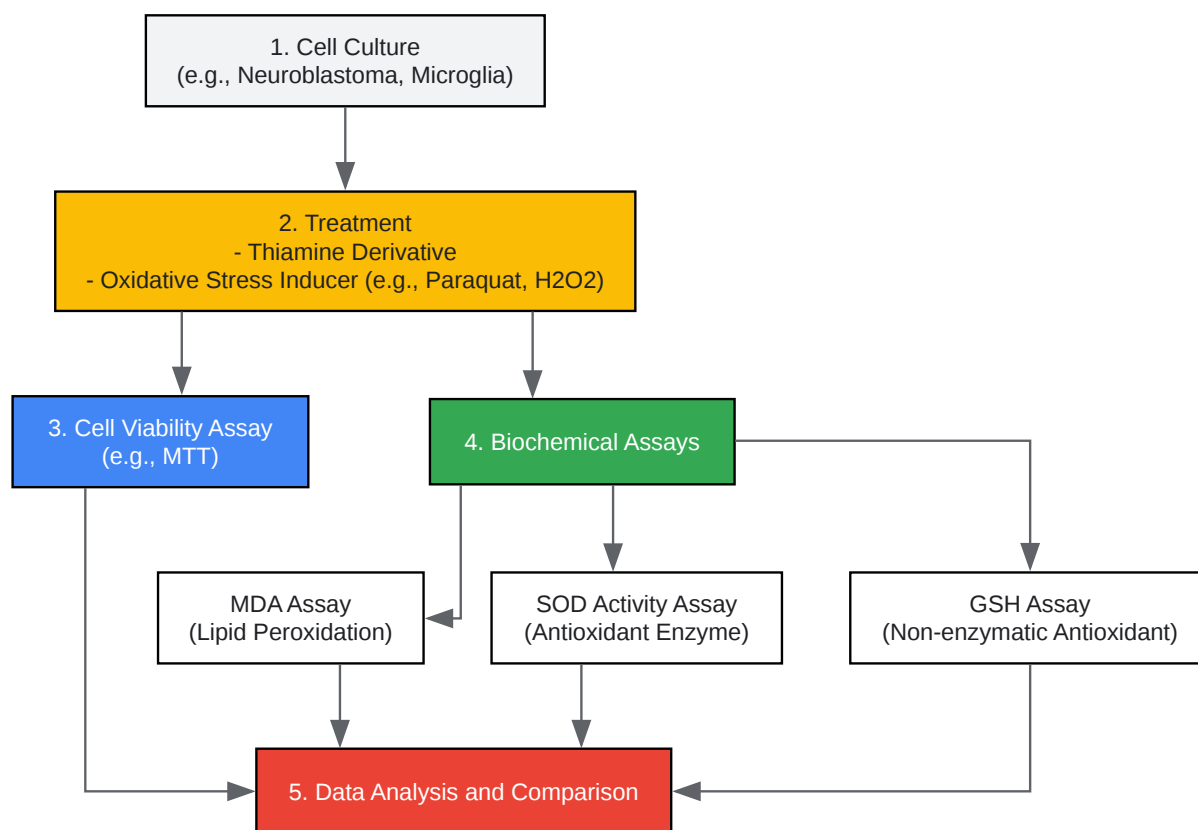 1. Cell Culture
(e.g., Neuroblastoma, Microglia)
2. Treatment
- Thiamine Derivative
- Oxidative Stress Inducer (e.g., Paraquat, H2O2)
3. Cell Viability Assay
(e.g., MTT)
4. Biochemical Assays
MDA Assay
(Lipid Peroxidation)
SOD Activity Assay
(Antioxidant Enzyme)
GSH Assay
(Non-enzymatic Antioxidant)
5. Data Analysis and Comparison